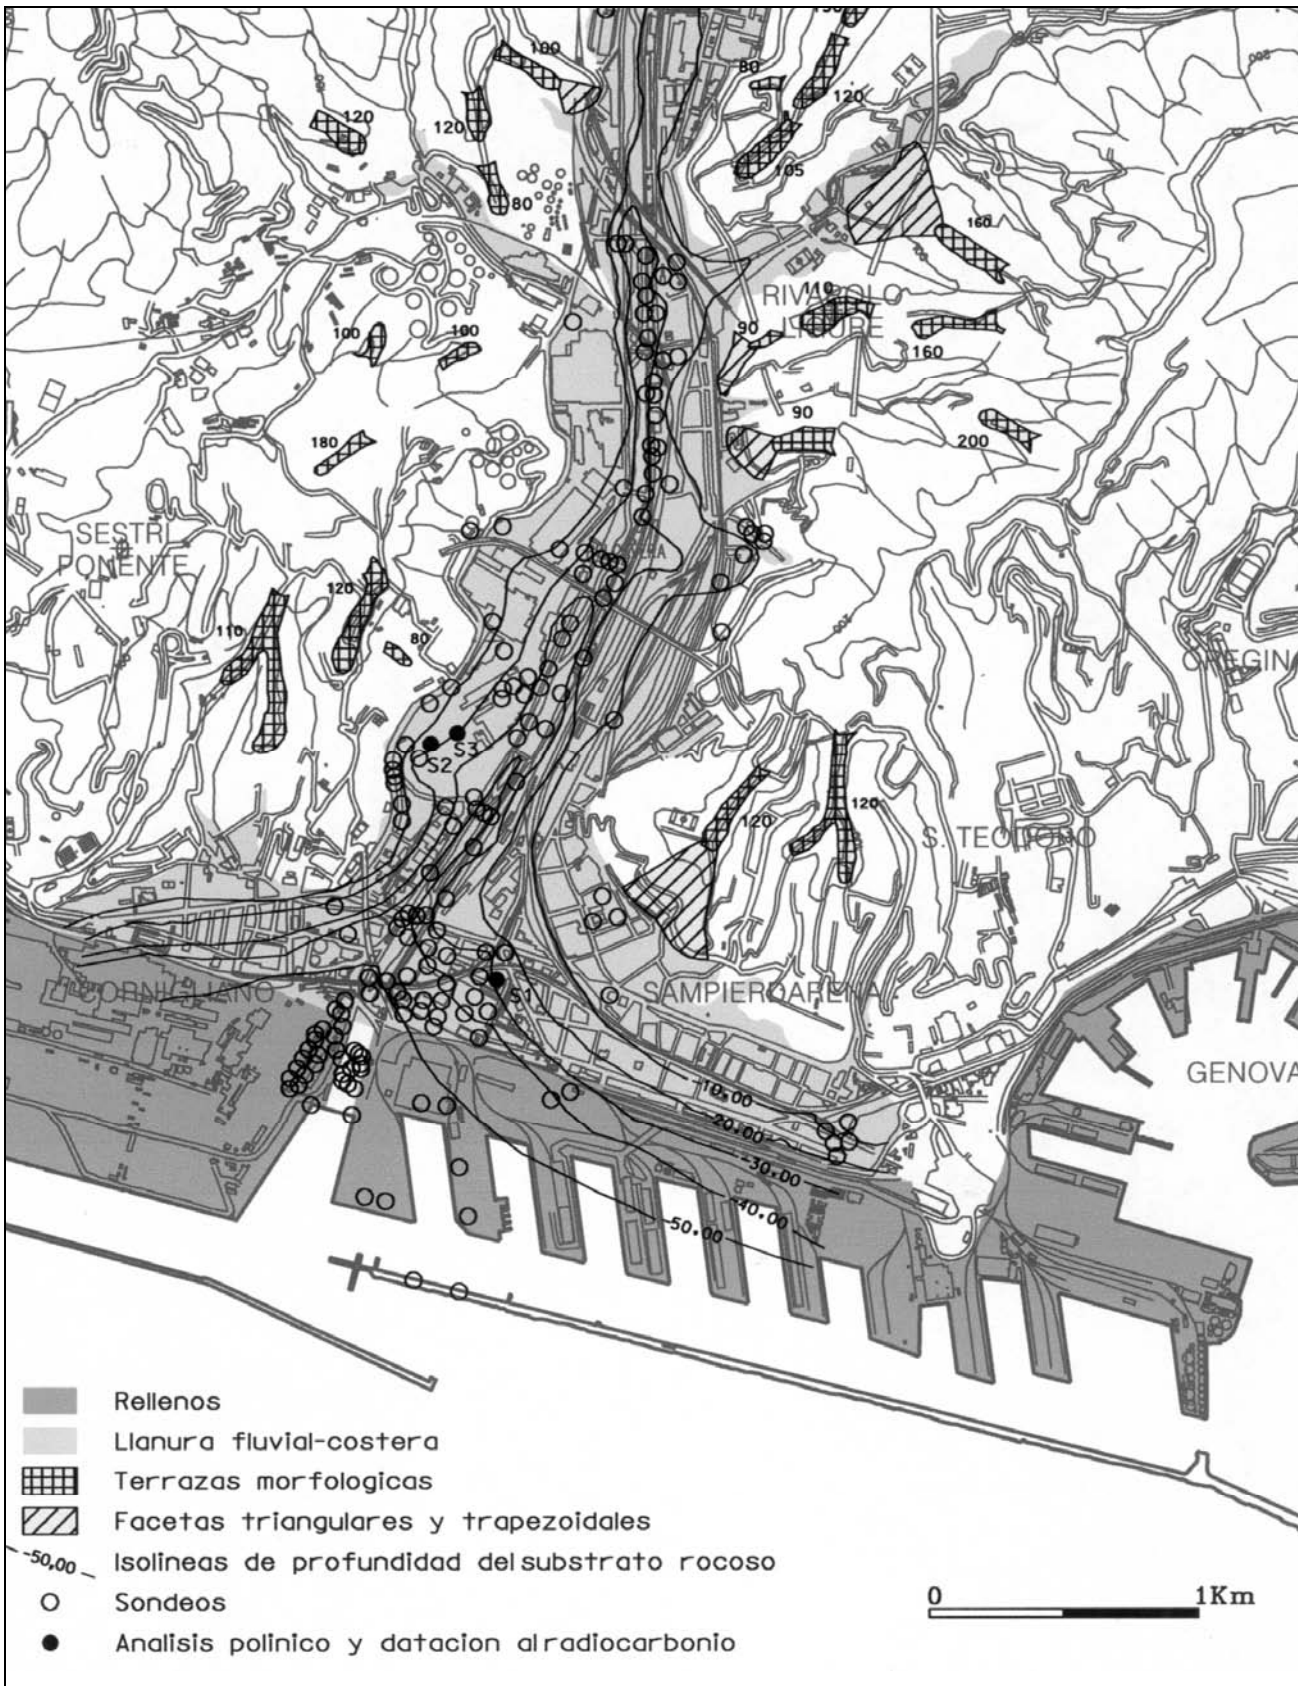 100
80
120
120
120
105
80
160
RIVAROLO
LIGURE
110
100
100
90
160
90
180
200
SESTRI
PONENTE
120
110
80
OREGINA
S3
S2
120
120
S. TEODORO
CORNIGLIANO
S1
SAMPIERDARENA
GENOVA
-10,00
-20,00
-30,00
-40,00
-50,00
Rellenos
Llanura fluvial-costera
Terrazas morfologicas
Facetas triangulares y trapezoidales
-50,00 Isolineas de profundidad del substrato rocoso
Sondeos
Analisis polinico y datacion al radiocarbonio
0 1Km